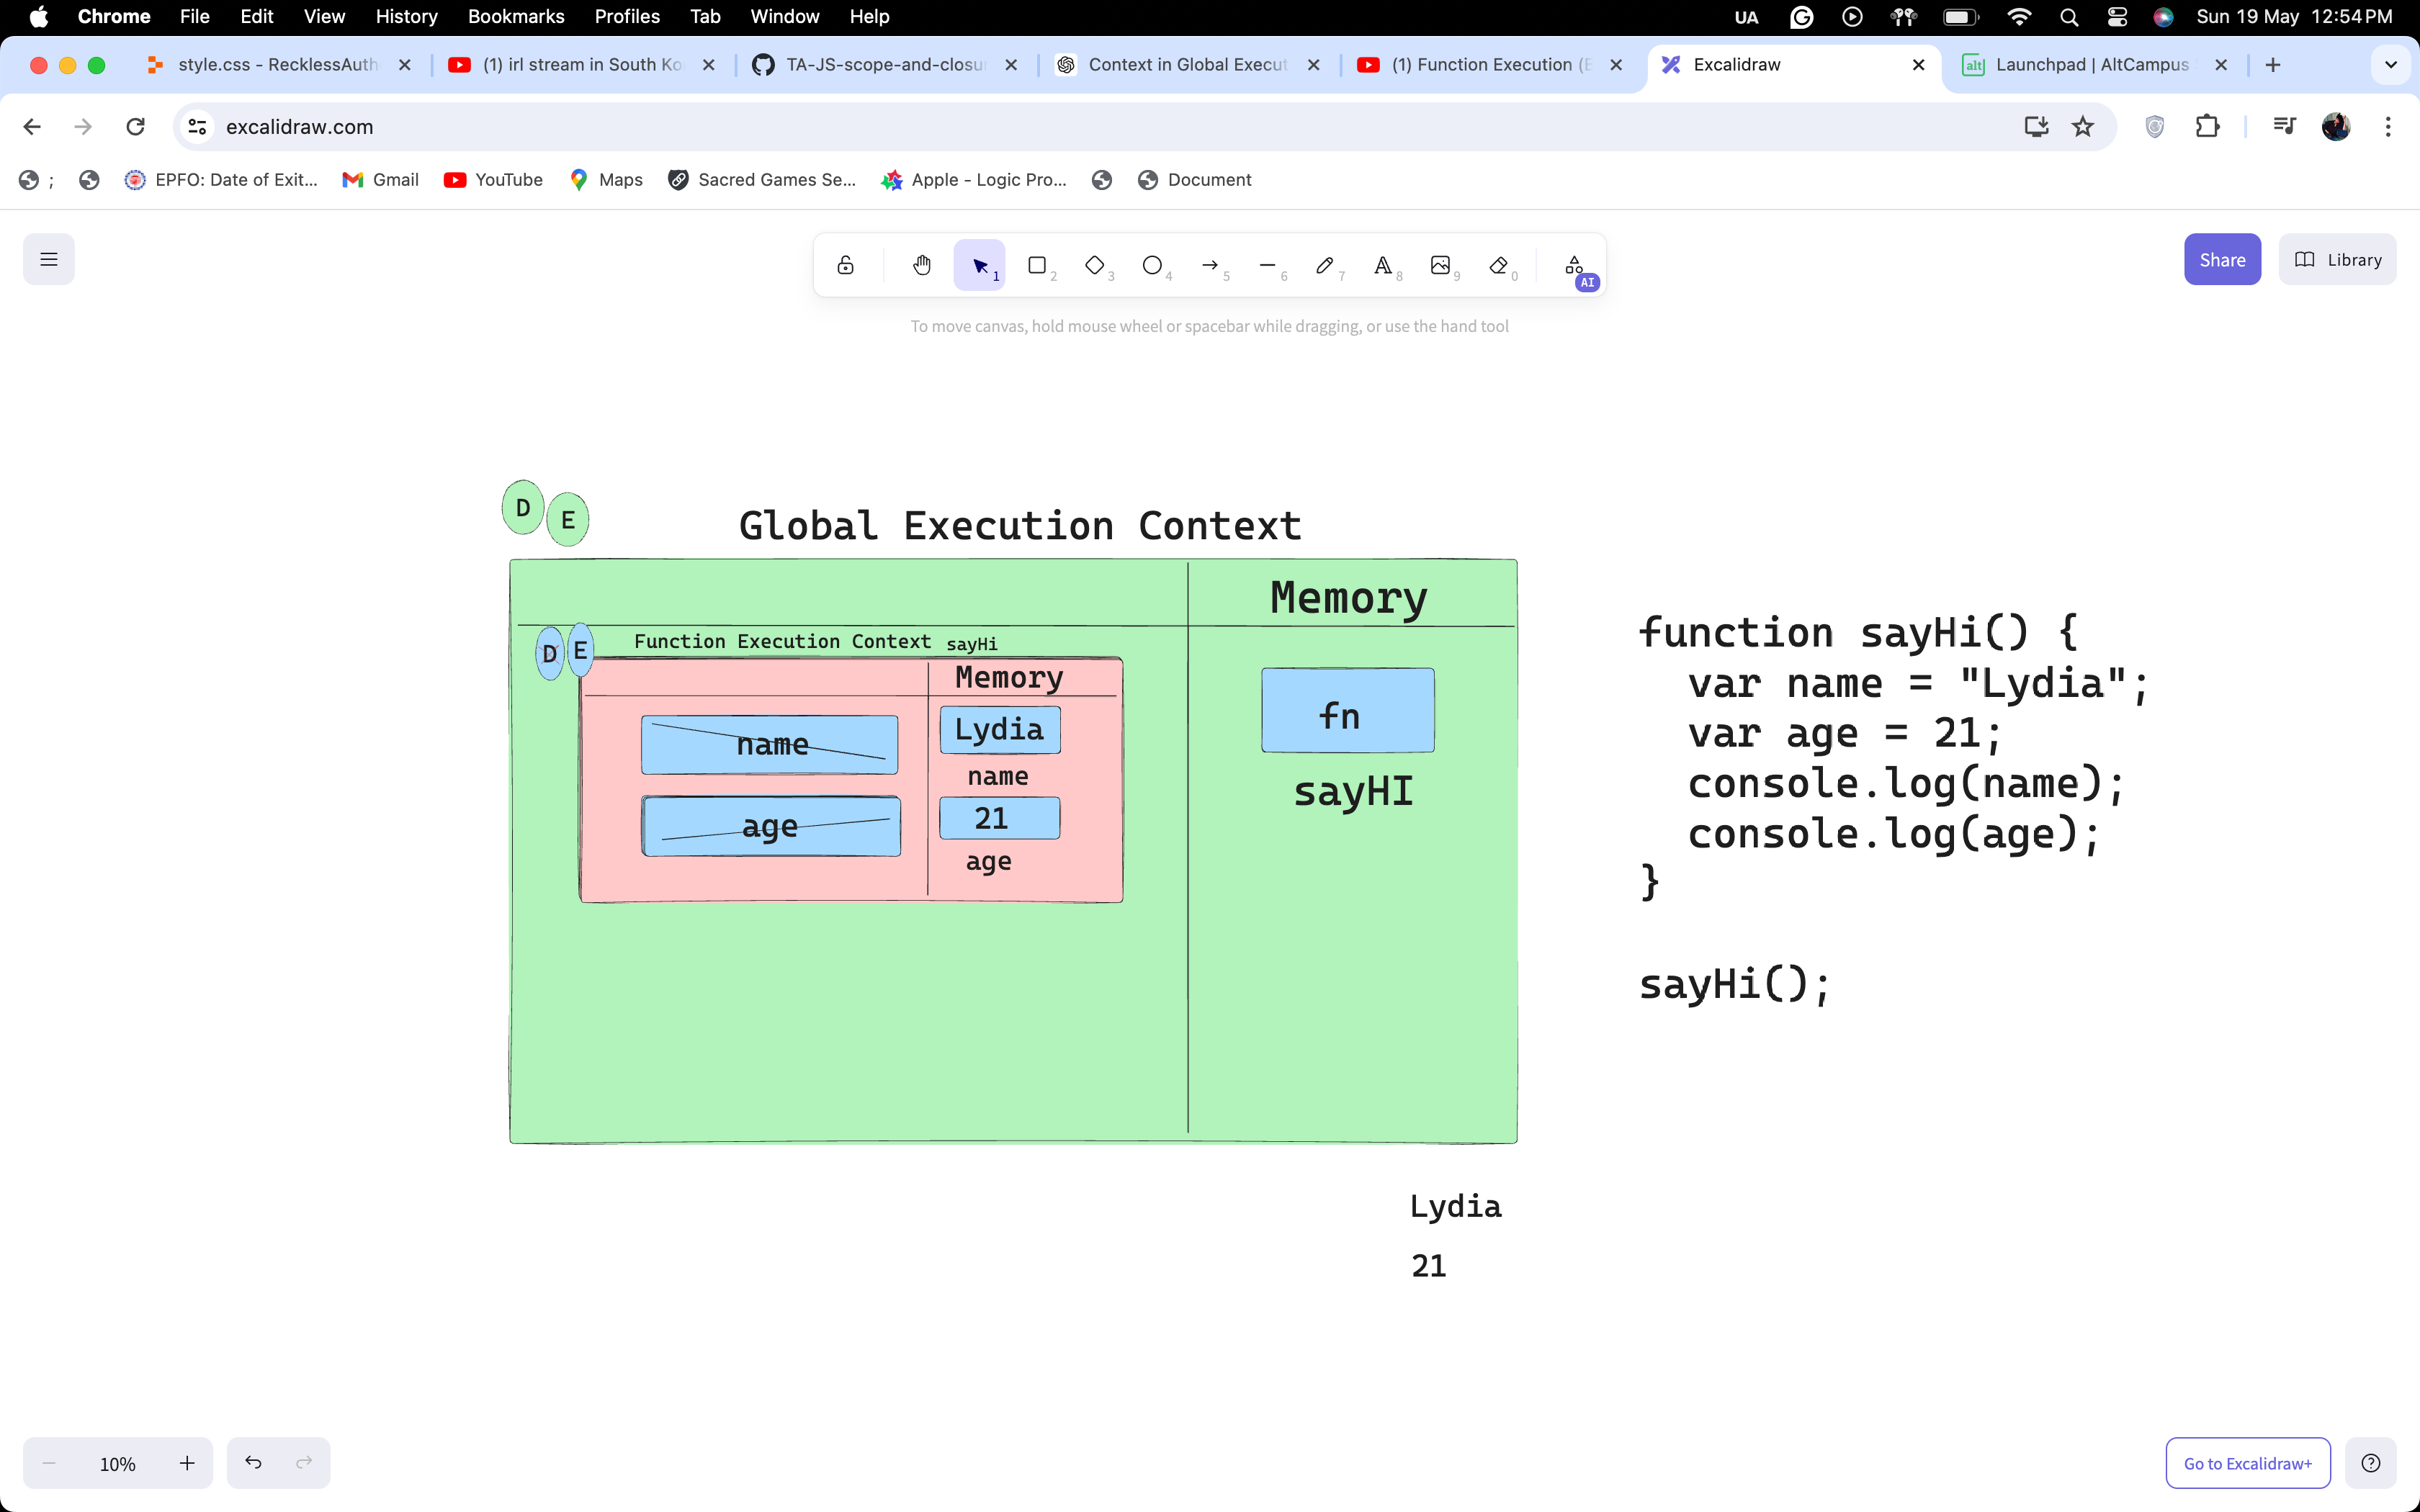 Chrome File Edit View History Bookmarks Profiles Tab Window Help UA Sun 19 May 12:54 PM
style.css - RecklessAuth (1) irl stream in South Ko TA-JS-scope-and-closu Context in Global Execut (1) Function Execution (E Excalidraw alt Launchpad | AltCampus
excalidraw.com
; EPFO: Date of Exit... Gmail YouTube Maps Sacred Games Se... Apple - Logic Pro... Document
1 2 3 4 5 6 7 A 8 9 0 AI Share Library
To move canvas, hold mouse wheel or spacebar while dragging, or use the hand tool
D E
Global Execution Context
Memory
D E Function Execution Context sayHi
Memory
name
Lydia
name
age
21
age
fn
sayHI
function sayHi() {
var name = "Lydia";
var age = 21;
console.log(name);
console.log(age);
}
sayHi();
Lydia
21
10%
Go to Excalidraw+